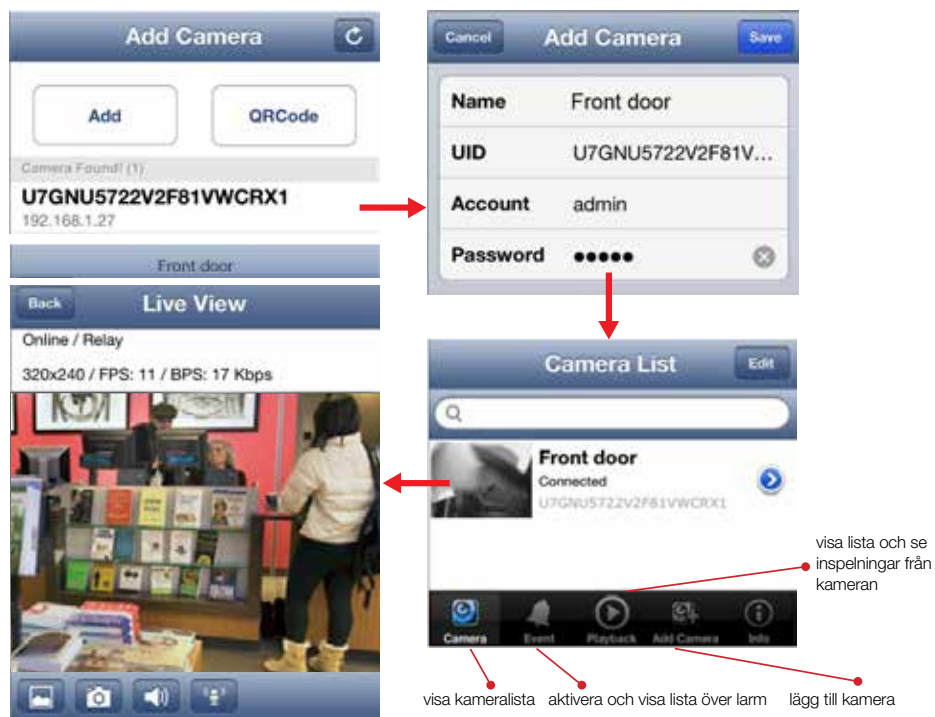 Add Camera
Add
QRCode
Camera Found! (1)
U7GNU5722V2F81VWCRX1
192.168.1.27
Cancel
Add Camera
Save
Name Front door
UID U7GNU5722V2F81V...
Account admin
Password ●●●●●
Front door
Back
Live View
Online / Relay
320x240 / FPS: 11 / BPS: 17 Kbps
Camera List
Edit
Front door
Connected
U7GNU5722V2F81VWCRX1
Camera
Event
Playback
Add Camera
Info
visa lista och se
inspelningar från
kameran
visa kameralista
aktivera och visa lista över larm
lägg till kamera